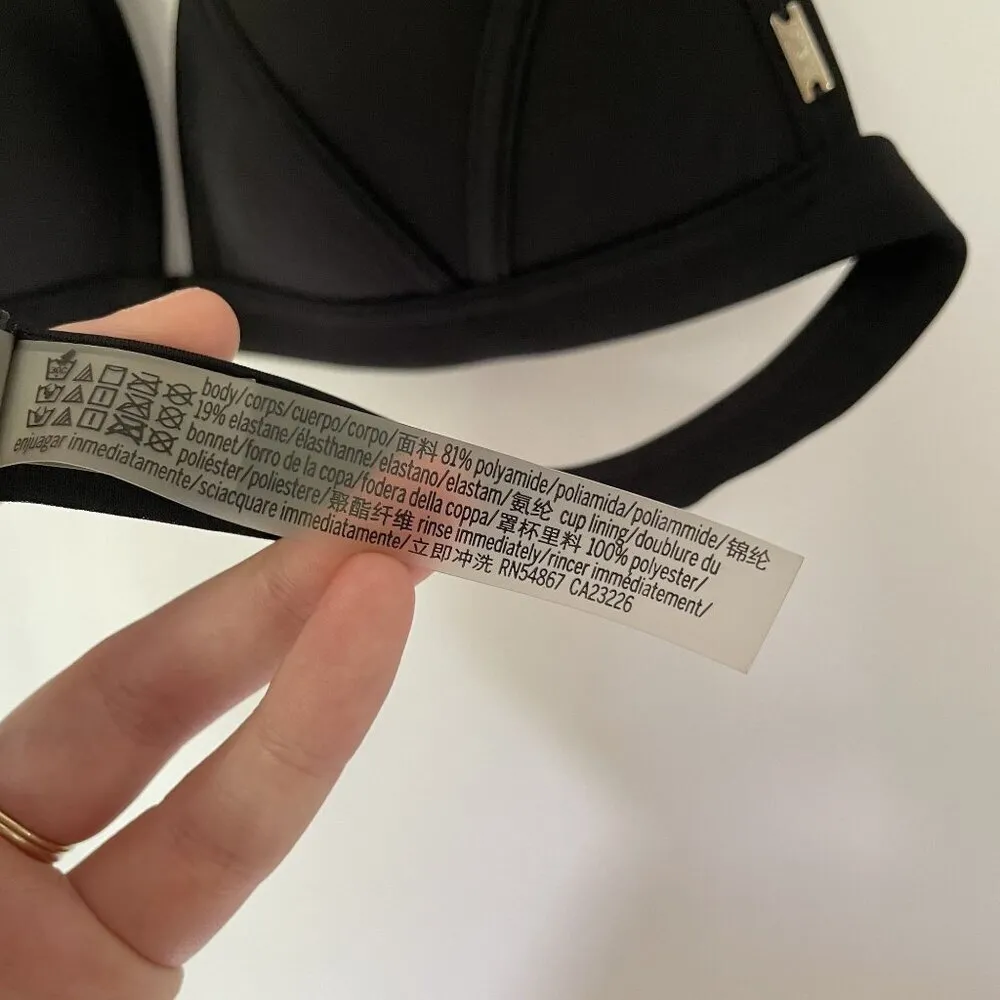 body/corps/cuerpo/corpo/面料 81% polyamide/poliamida/poliammide/锦纶
19% elastane/élasthanne/elastano/elastam/氨纶 cup lining/doublure du
bonnet/forro de la copa/fodera della coppa/罩杯里料 100% polyester/
poliéster/poliestere/聚酯纤维 rinse immediately/rincer immédiatement/
enjuagar inmediatamente/sciacquare immediatamente/立即冲洗 RN54867 CA23226